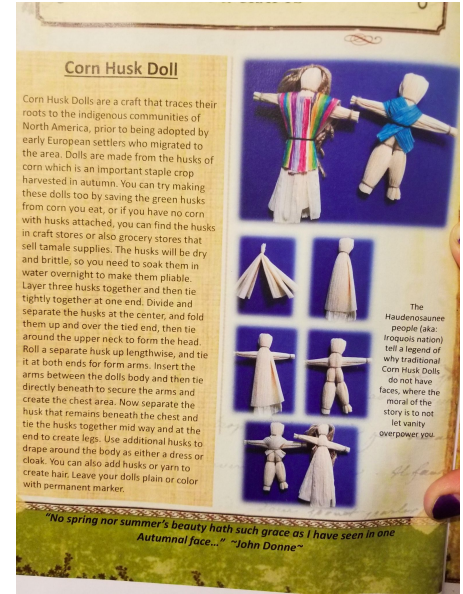 Corn Husk Doll
Corn Husk Dolls are a craft that traces their
roots to the indigenous communities of
North America, prior to being adopted by
early European settlers who migrated to
the area. Dolls are made from the husks of
corn which is an important staple crop
harvested in autumn. You can try making
these dolls too by saving the green husks
from corn you eat, or if you have no corn
with husks attached, you can find the husks
in craft stores or also grocery stores that
sell tamale supplies. The husks will be dry
and brittle, so you need to soak them in
water overnight to make them pliable.
Layer three husks together and then tie
tightly together at one end. Divide and
separate the husks at the center, and fold
them up and over the tied end, then tie
around the upper neck to form the head.
Roll a separate husk up lengthwise, and tie
it at both ends for form arms. Insert the
arms between the dolls body and then tie
directly beneath to secure the arms and
create the chest area. Now separate the
husk that remains beneath the chest and
tie the husks together mid way and at the
end to create legs. Use additional husks to
drape around the body as either a dress or
cloak. You can also add husks or yarn to
create hair. Leave your dolls plain or color
with permanent marker.
The
Haudenosaunee
people (aka:
Iroquois nation)
tell a legend of
why traditional
Corn Husk Dolls
do not have
faces, where the
moral of the
story is to not
let vanity
overpower you.
"No spring nor summer's beauty hath such grace as I have seen in one
Autumnal face…" ~John Donne~